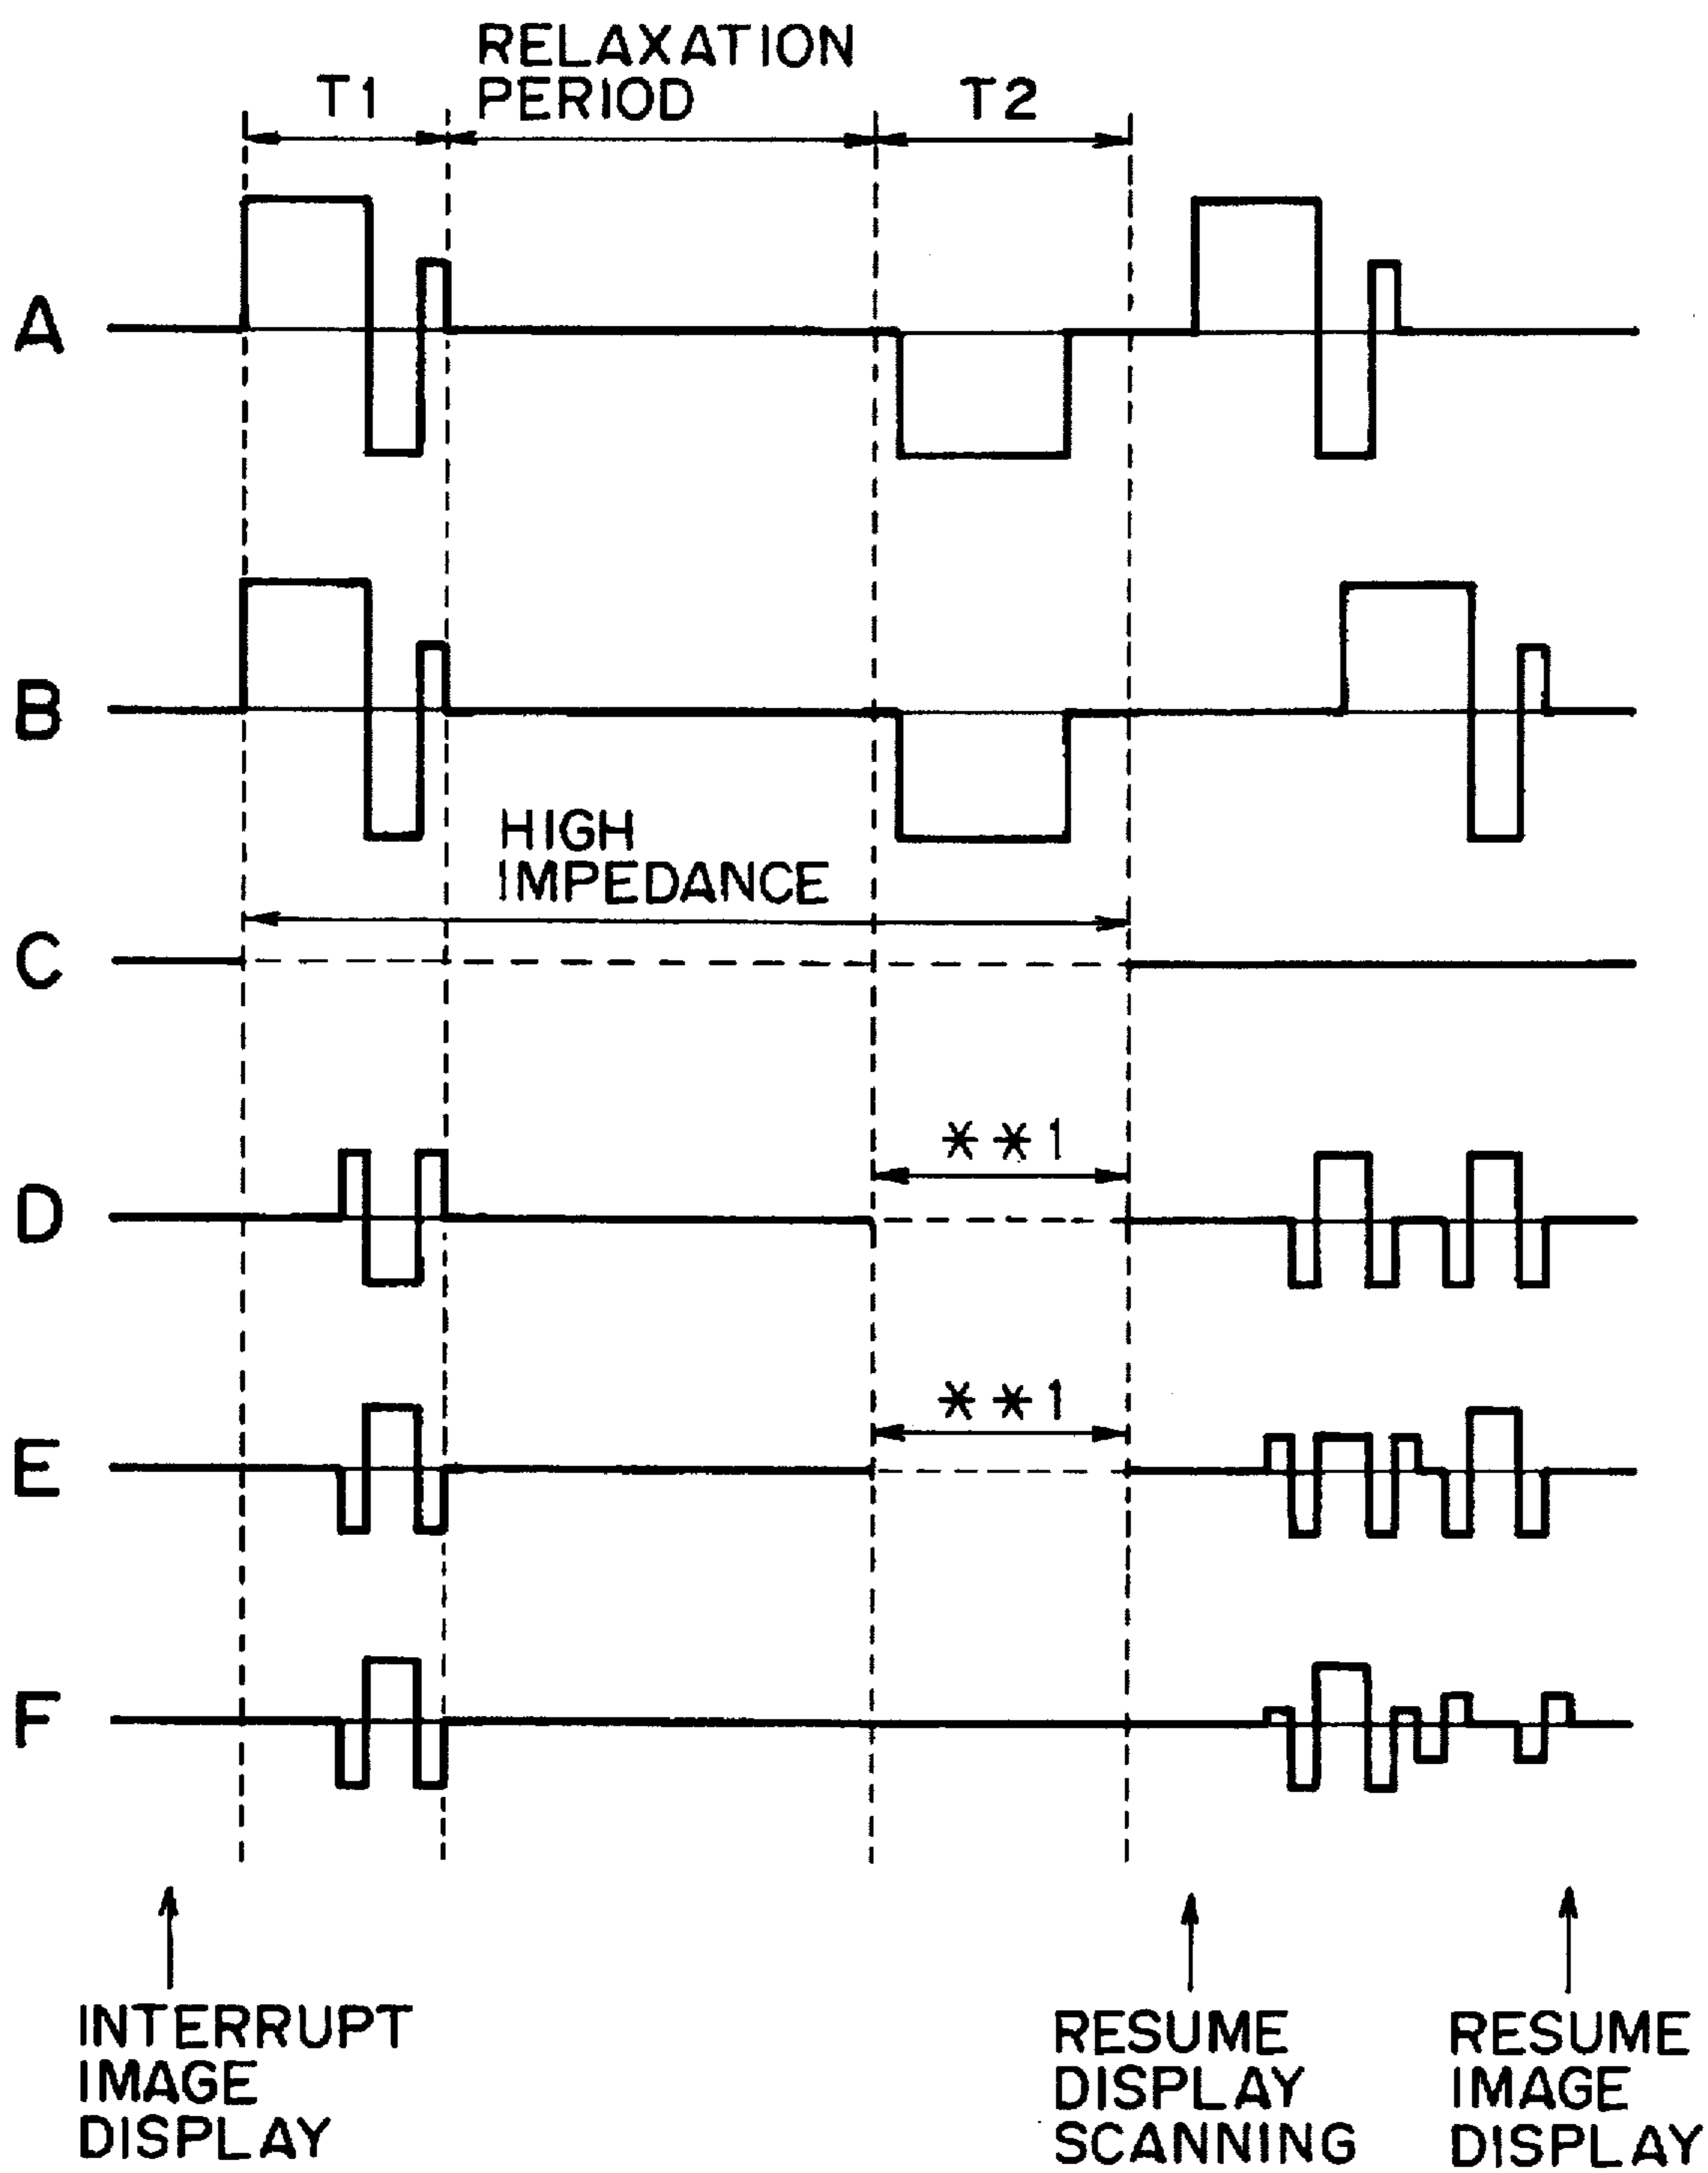 RELAXATION
PERIOD
T1
T2
A
B
HIGH
IMPEDANCE
C
**1
D
**1
E
F
INTERRUPT
IMAGE
DISPLAY
RESUME
DISPLAY
SCANNING
RESUME
IMAGE
DISPLAY